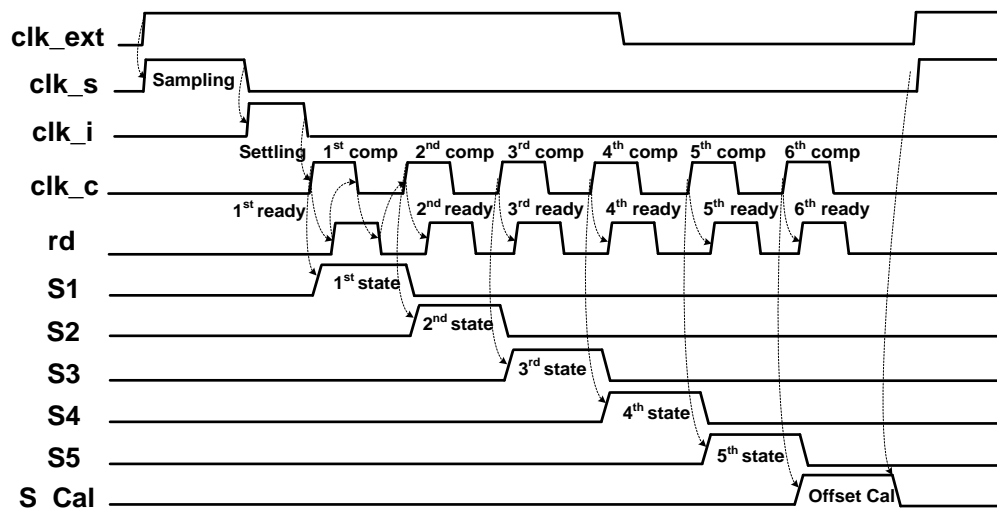 clk_ext
clk_s
Sampling
clk_i
Settling
1st comp 2nd comp 3rd comp 4th comp 5th comp 6th comp
clk_c
1st ready 2nd ready 3rd ready 4th ready 5th ready 6th ready
rd
S1
1st state
S2
2nd state
S3
3rd state
S4
4th state
S5
5th state
S_Cal
Offset Cal